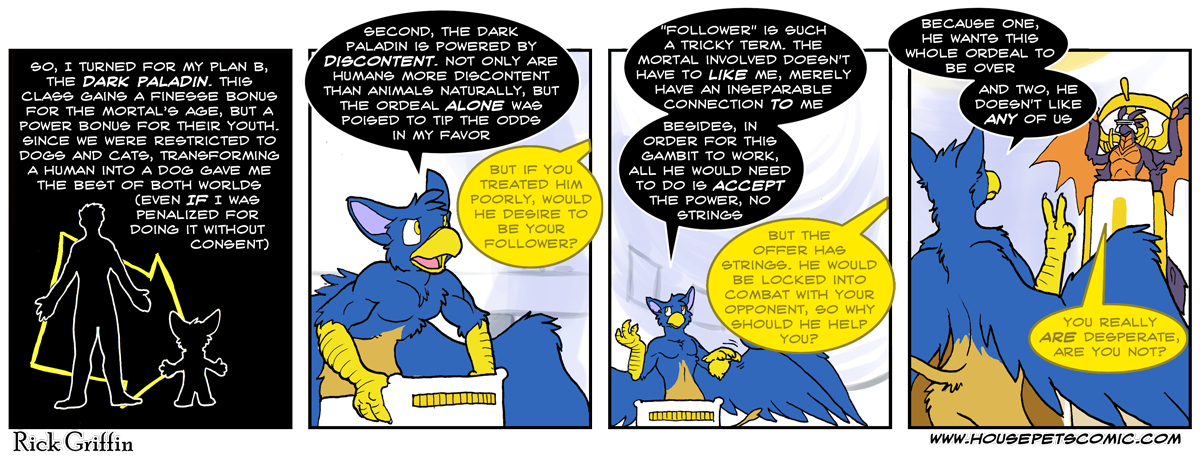 SO, I TURNED FOR MY PLAN B,
THE DARK PALADIN. THIS
CLASS GAINS A FINESSE BONUS
FOR THE MORTAL'S AGE, BUT A
POWER BONUS FOR THEIR YOUTH.
SINCE WE WERE RESTRICTED TO
DOGS AND CATS, TRANSFORMING
A HUMAN INTO A DOG GAVE ME
THE BEST OF BOTH WORLDS
(EVEN IF I WAS
PENALIZED FOR
DOING IT WITHOUT
CONSENT)
SECOND, THE DARK
PALADIN IS POWERED BY
DISCONTENT. NOT ONLY ARE
HUMANS MORE DISCONTENT
THAN ANIMALS NATURALLY, BUT
THE ORDEAL ALONE WAS
POISED TO TIP THE ODDS
IN MY FAVOR
BUT IF YOU
TREATED HIM
POORLY, WOULD
HE DESIRE TO
BE YOUR
FOLLOWER?
"FOLLOWER" IS SUCH
A TRICKY TERM. THE
MORTAL INVOLVED DOESN'T
HAVE TO LIKE ME, MERELY
HAVE AN INSEPARABLE
CONNECTION TO ME
BESIDES, IN
ORDER FOR THIS
GAMBIT TO WORK,
ALL HE WOULD NEED
TO DO IS ACCEPT
THE POWER, NO
STRINGS
BUT THE
OFFER HAS
STRINGS. HE WOULD
BE LOCKED INTO
COMBAT WITH YOUR
OPPONENT, SO WHY
SHOULD HE HELP
YOU?
BECAUSE ONE,
HE WANTS THIS
WHOLE ORDEAL TO
BE OVER
AND TWO, HE
DOESN'T LIKE
ANY OF US
YOU REALLY
ARE DESPERATE,
ARE YOU NOT?
Rick Griffin
WWW.HOUSEPETSCOMIC.COM